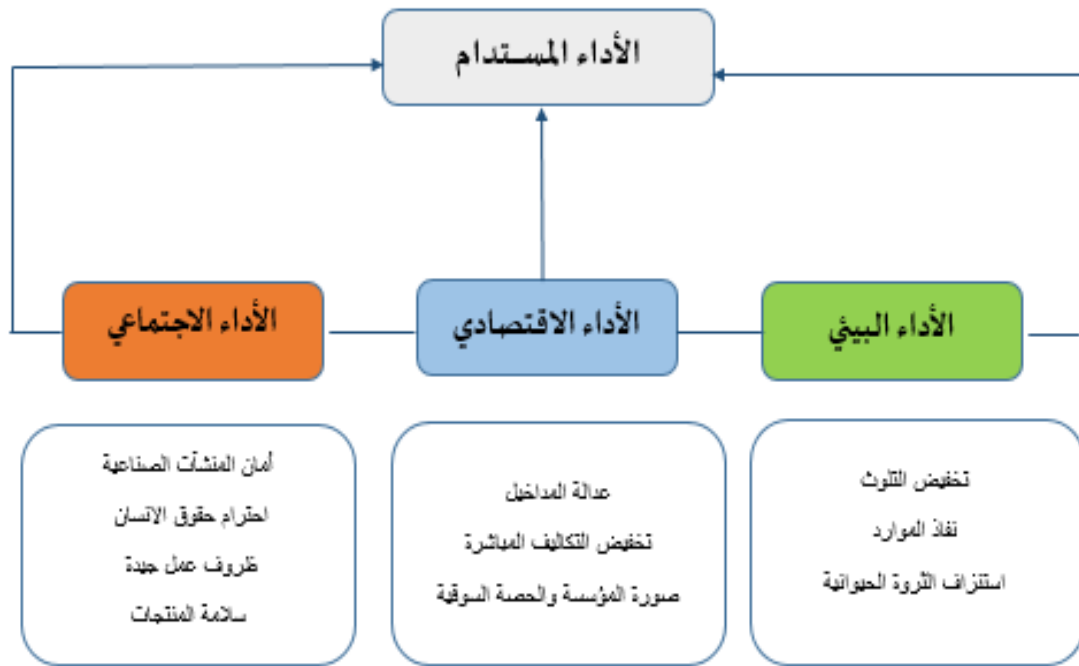 الأداء المستدام
الأداء البيئي
الأداء الاقتصادي
الأداء الاجتماعي
تخفيض التلوث
نفاذ الموارد
استنزاف الثروة الحيوانية
عدالة المداخيل
تخفيض التكاليف المباشرة
صورة المؤسسة والحصة السوقية
أمان المنشآت الصناعية
احترام حقوق الانسان
ظروف عمل جيدة
سلامة المنتجات